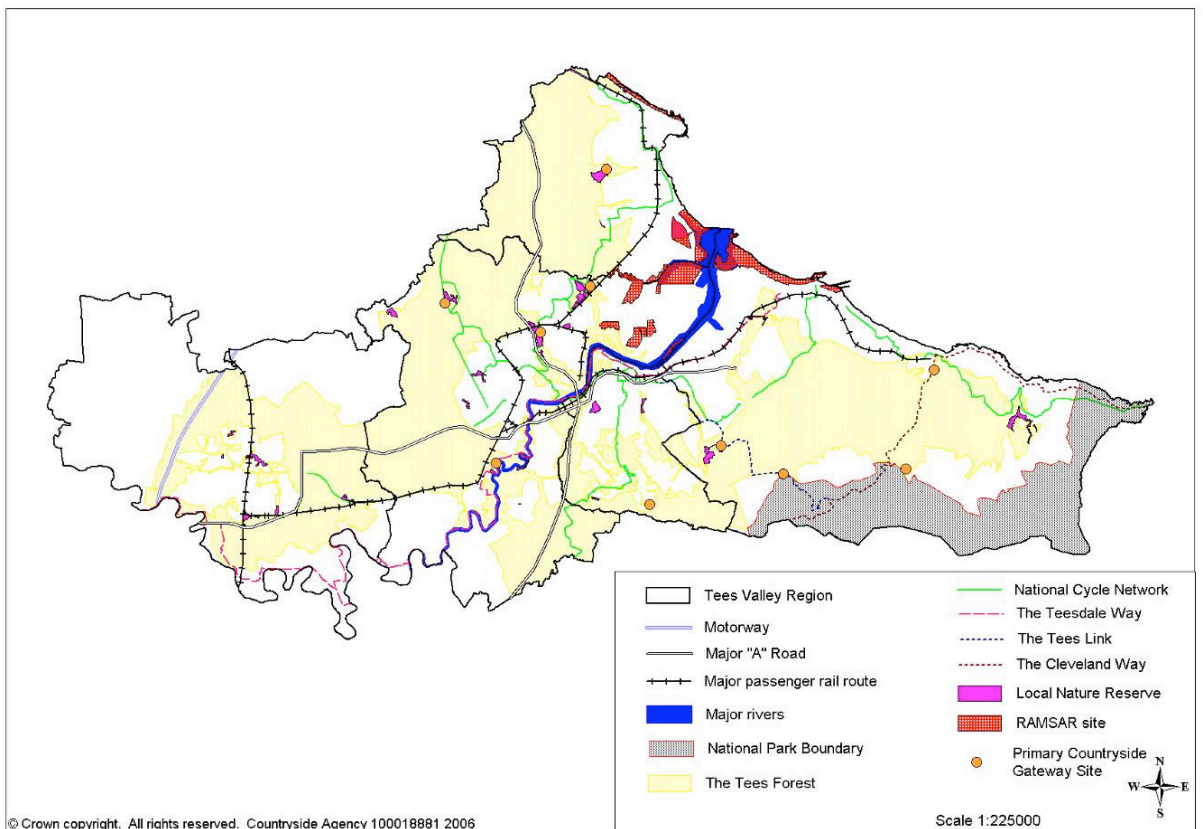 Tees Valley Region
Motorway
Major "A" Road
Major passenger rail route
Major rivers
National Park Boundary
The Tees Forest
National Cycle Network
The Teesdale Way
The Tees Link
The Cleveland Way
Local Nature Reserve
RAMSAR site
Primary Countryside
Gateway Site
N
W E
S
© Crown copyright. All rights reserved. Countryside Agency 100018881 2006
Scale 1:225000